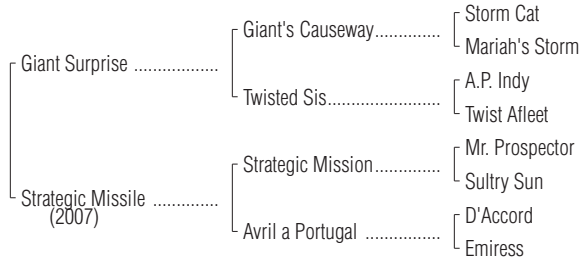 Storm Cat
Giant's Causeway..............
Mariah's Storm
Giant Surprise .................
A.P. Indy
Twisted Sis........................
Twist Afleet
Mr. Prospector
Strategic Mission..............
Sultry Sun
Strategic Missile ..............
(2007)
D'Accord
Avril a Portugal ................
Emiress